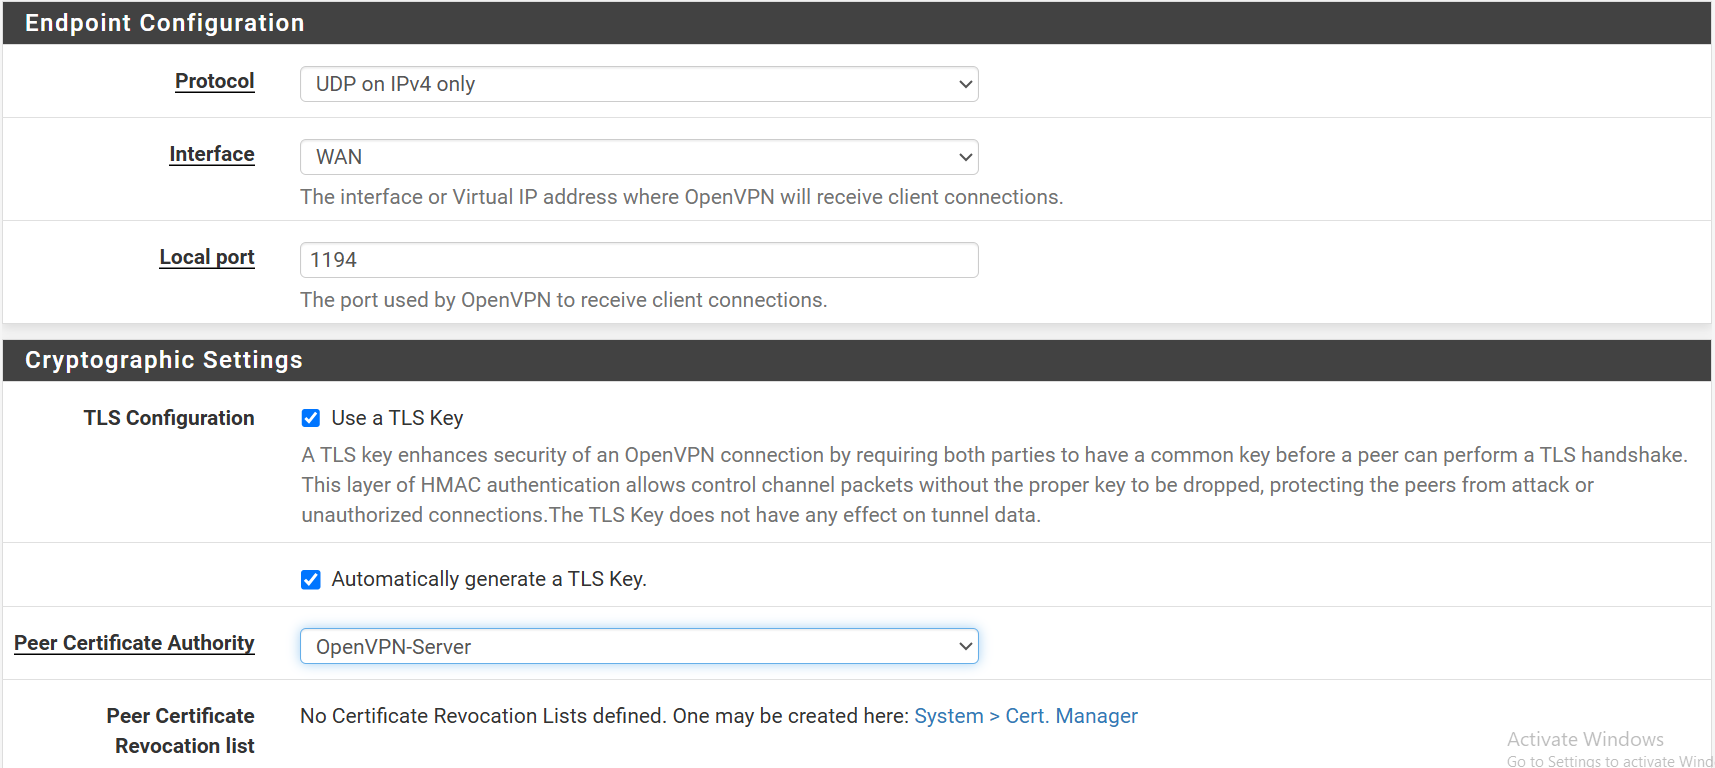 Endpoint Configuration
Protocol
UDP on IPv4 only
Interface
WAN
The interface or Virtual IP address where OpenVPN will receive client connections.
Local port
1194
The port used by OpenVPN to receive client connections.
Cryptographic Settings
TLS Configuration
Use a TLS Key
A TLS key enhances security of an OpenVPN connection by requiring both parties to have a common key before a peer can perform a TLS handshake.
This layer of HMAC authentication allows control channel packets without the proper key to be dropped, protecting the peers from attack or
unauthorized connections.The TLS Key does not have any effect on tunnel data.
Automatically generate a TLS Key.
Peer Certificate Authority
OpenVPN-Server
Peer Certificate
Revocation list
No Certificate Revocation Lists defined. One may be created here: System > Cert. Manager
Activate Windows
Go to Settings to activate Wind